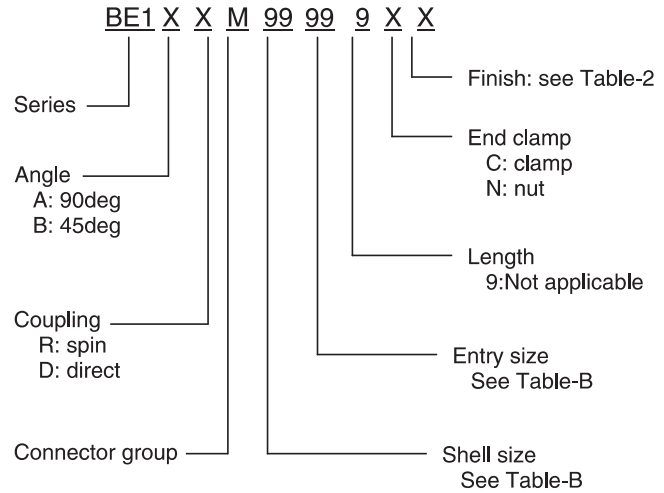 BE1 X X M 99 99 9 X X
Series
Angle
A: 90deg
B: 45deg
Coupling
R: spin
D: direct
Connector group
Finish: see Table-2
End clamp
C: clamp
N: nut
Length
9:Not applicable
Entry size
See Table-B
Shell size
See Table-B